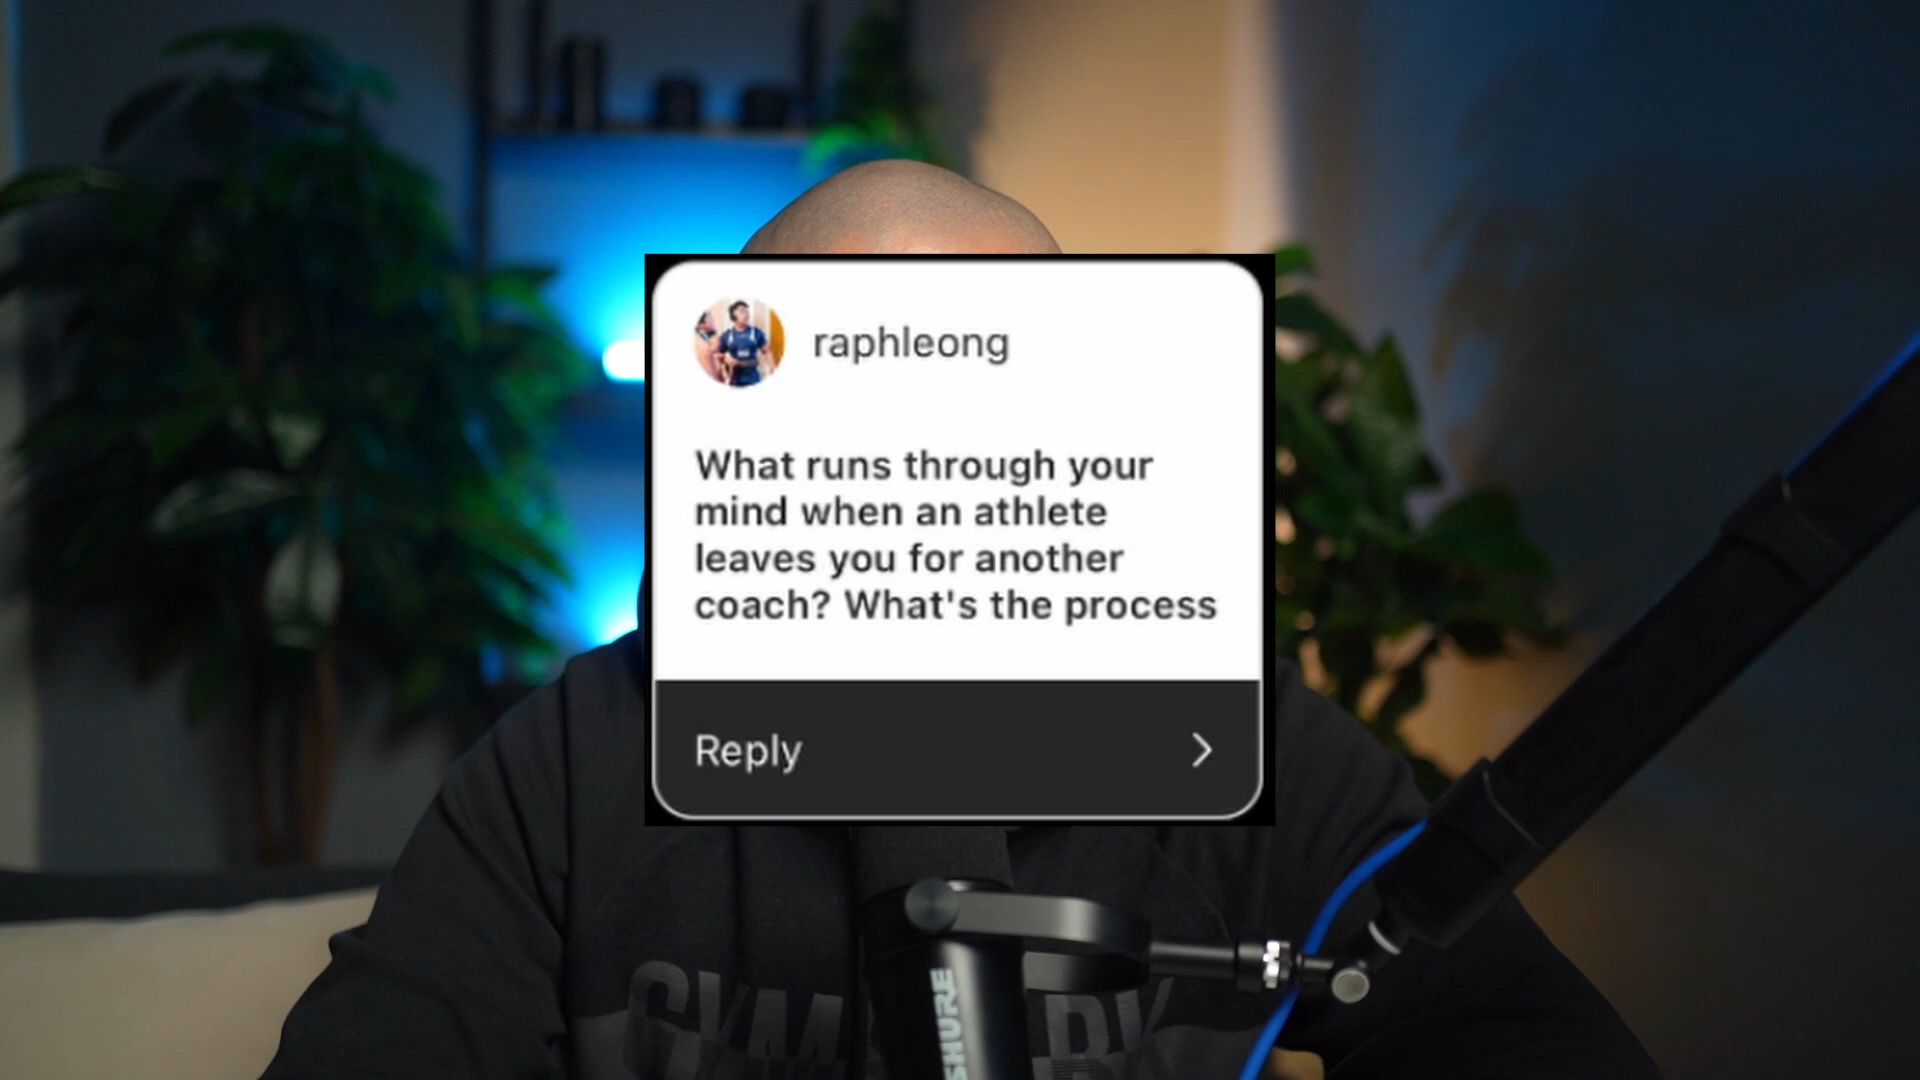 raphleong
What runs through your
mind when an athlete
leaves you for another
coach? What's the process
Reply
SHURE